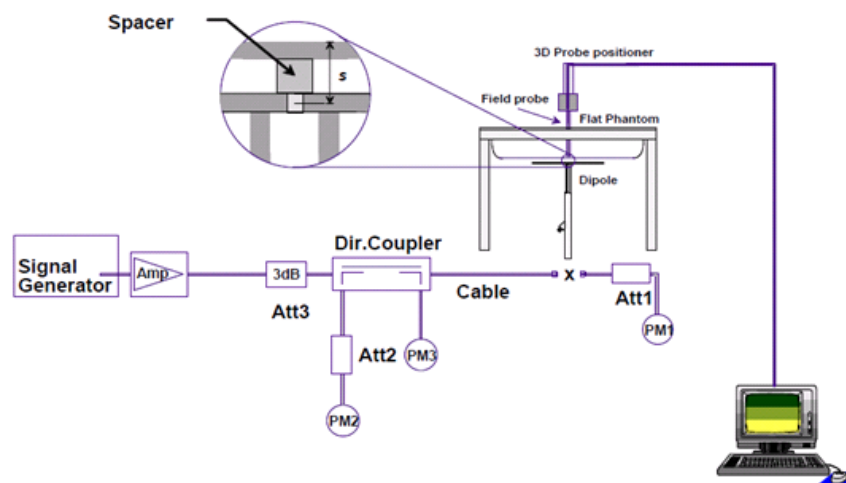 Spacer
s
3D Probe positioner
Field probe
Flat Phantom
Dipole
Signal
Generator
Amp
3dB
Att3
Dir.Coupler
Cable
x
Att1
PM1
Att2
PM3
PM2